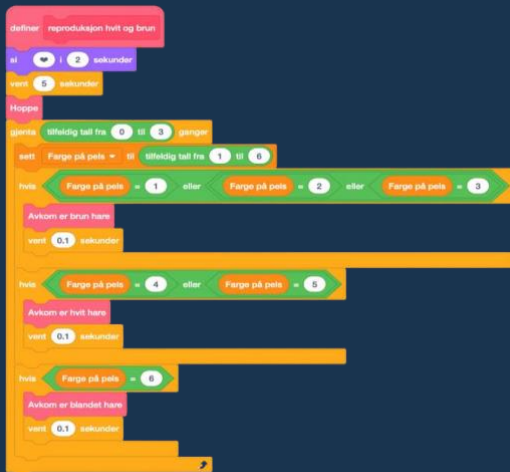 definer reproduksjon hvit og brun
si ❤ i 2 sekunder
vent 5 sekunder
Hoppe
gjenta tilfeldig tall fra 0 til 3 ganger
sett Farge på pels til tilfeldig tall fra 1 til 6
hvis Farge på pels = 1 eller Farge på pels = 2 eller Farge på pels = 3
Avkom er brun hare
vent 0.1 sekunder
hvis Farge på pels = 4 eller Farge på pels = 5
Avkom er hvit hare
vent 0.1 sekunder
hvis Farge på pels = 6
Avkom er blandet hare
vent 0.1 sekunder